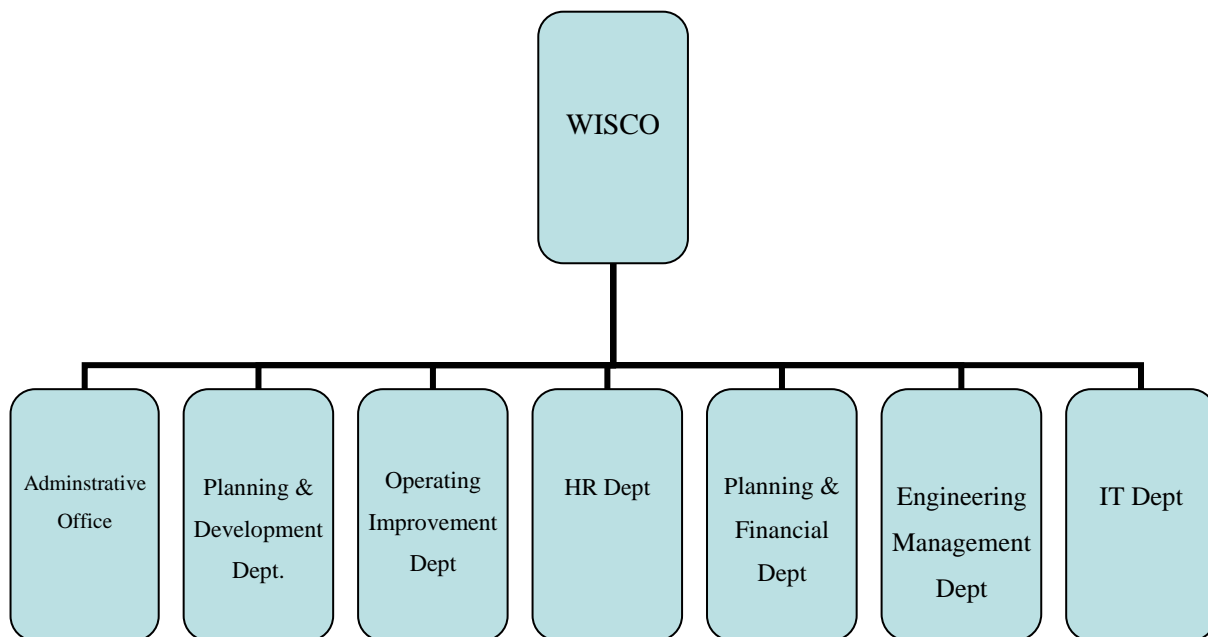 WISCO
Adminstrative
Office
Planning &
Development
Dept.
Operating
Improvement
Dept
HR Dept
Planning &
Financial
Dept
Engineering
Management
Dept
IT Dept